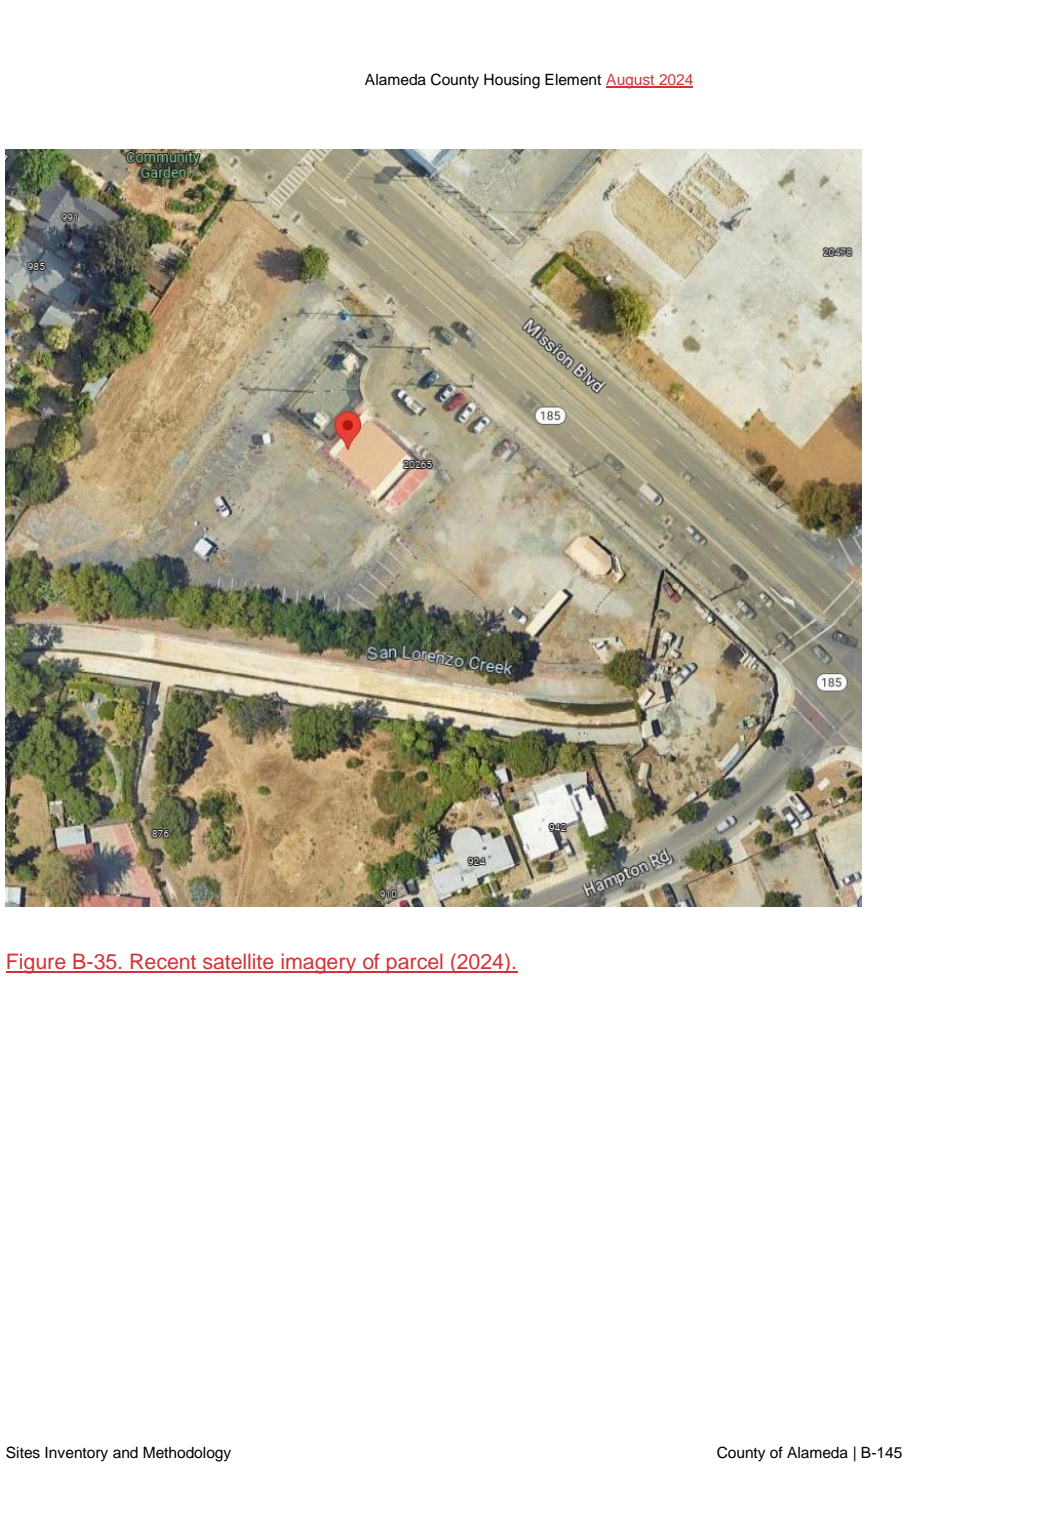 Alameda County Housing Element August 2024
Community
Garden
991
985
20478
Mission Blvd
185
20265
San Lorenzo Creek
185
876
942
924
Hampton Rd
910
Figure B-35. Recent satellite imagery of parcel (2024).
Sites Inventory and Methodology
County of Alameda | B-145